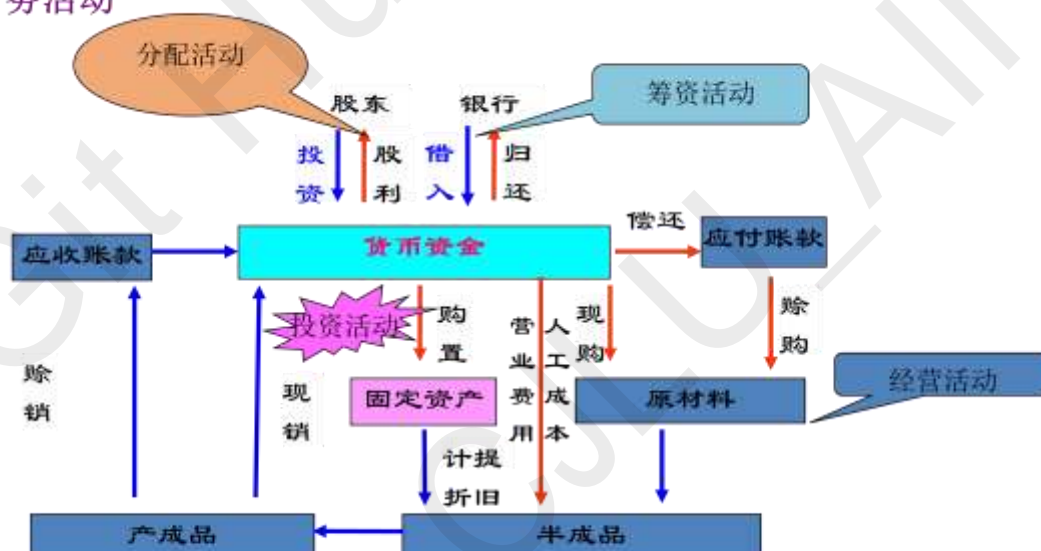 务活动
分配活动
筹资活动
股东
银行
投资
股利
借入
归还
偿还
应收账款
货币资金
应付账款
投资活动
购置
营业费用
人工成本
现购
赊购
经营活动
赊销
现销
固定资产
原材料
计提
折旧
产成品
半成品
CJLU_AI